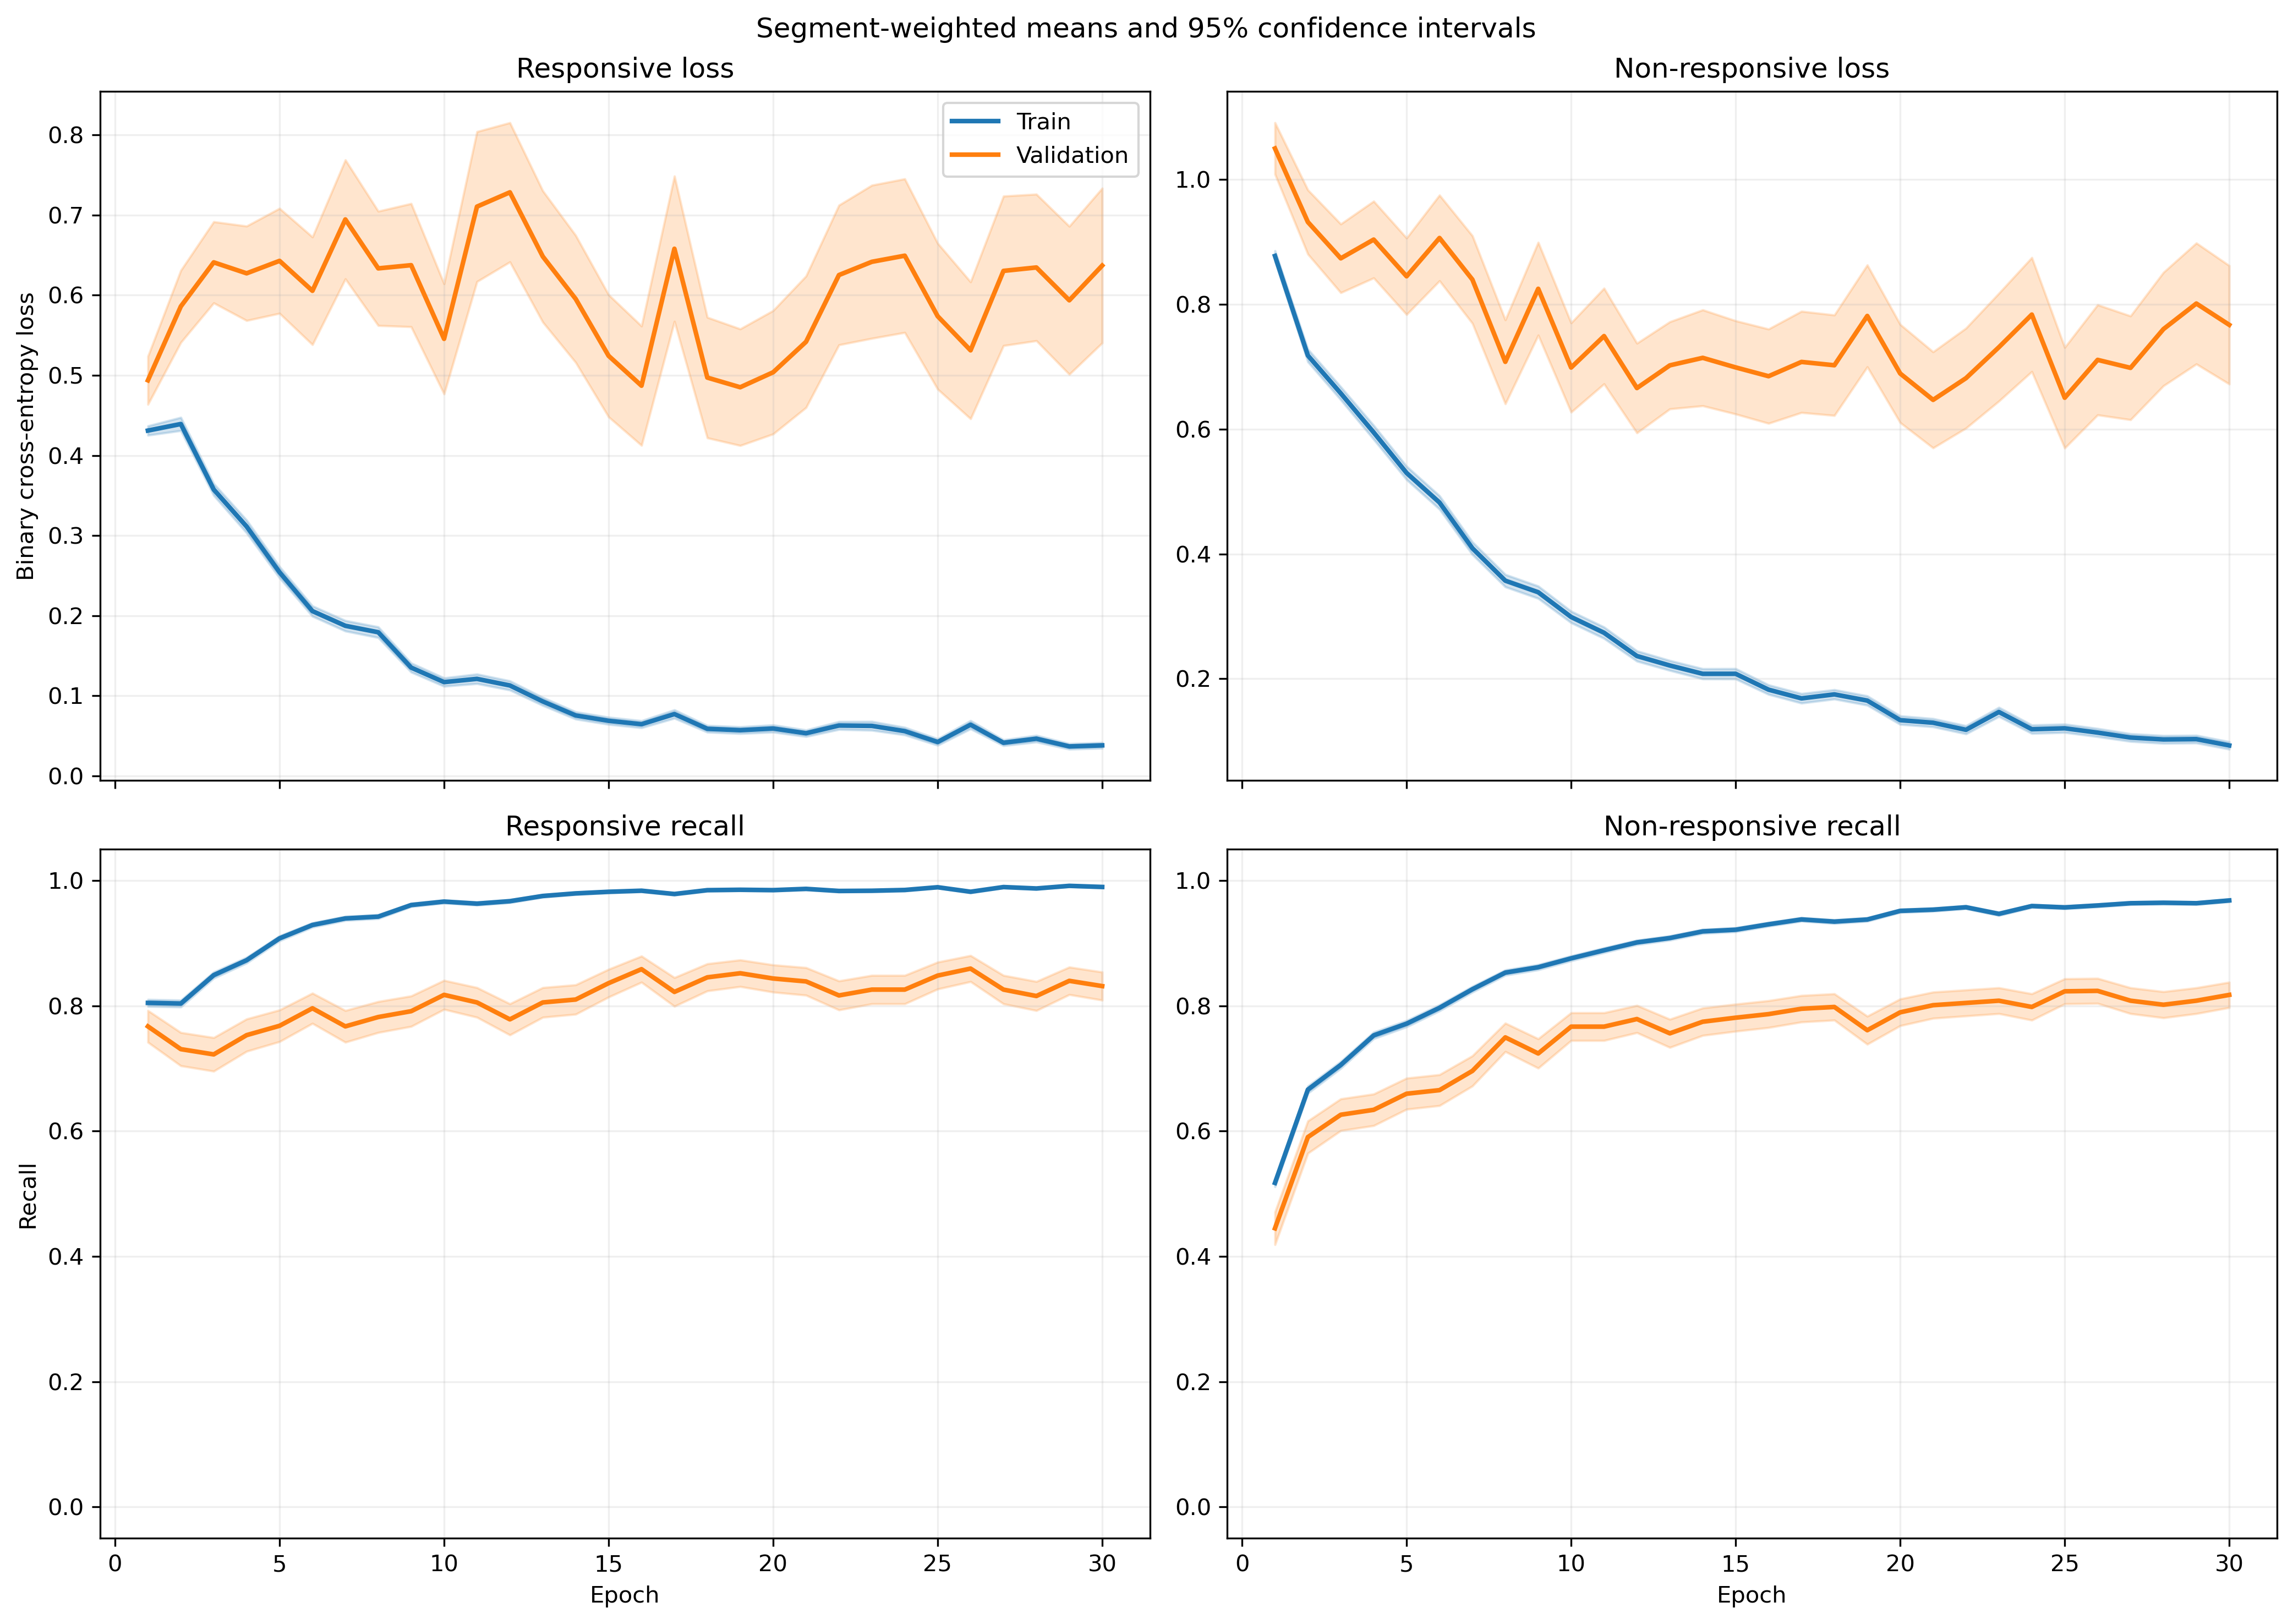 Segment-weighted means and 95% confidence intervals
Responsive loss
Non-responsive loss
Train
Validation
Binary cross-entropy loss
0.8
0.7
0.6
0.5
0.4
0.3
0.2
0.1
0.0
1.0
0.8
0.6
0.4
0.2
Responsive recall
Non-responsive recall
Recall
1.0
0.8
0.6
0.4
0.2
0.0
0 5 10 15 20 25 30
Epoch
1.0
0.8
0.6
0.4
0.2
0.0
0 5 10 15 20 25 30
Epoch